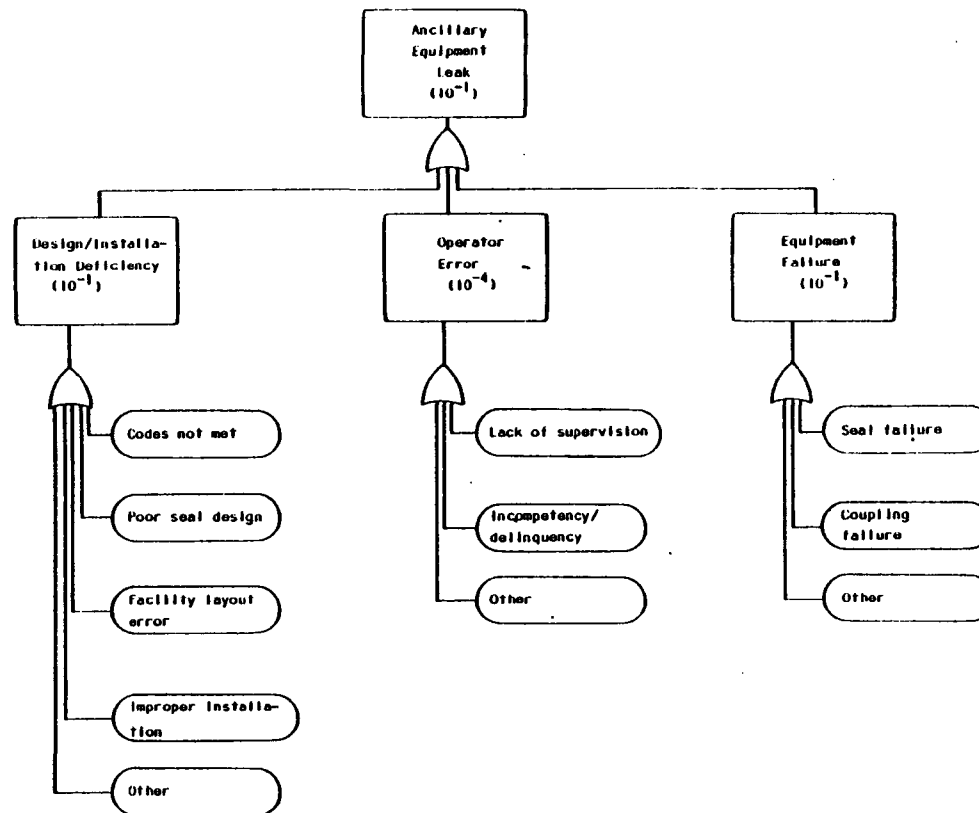 Ancillary
Equipment
Leak
(10⁻¹)
Design/Installa-
tion Deficiency
(10⁻¹)
Operator
Error
(10⁻⁴)
Equipment
Failure
(10⁻¹)
Codes not met
Poor seal design
Facility layout
error
Improper Installa-
tion
Other
Lack of supervision
Incompetency/
delinquency
Other
Seal failure
Coupling
failure
Other